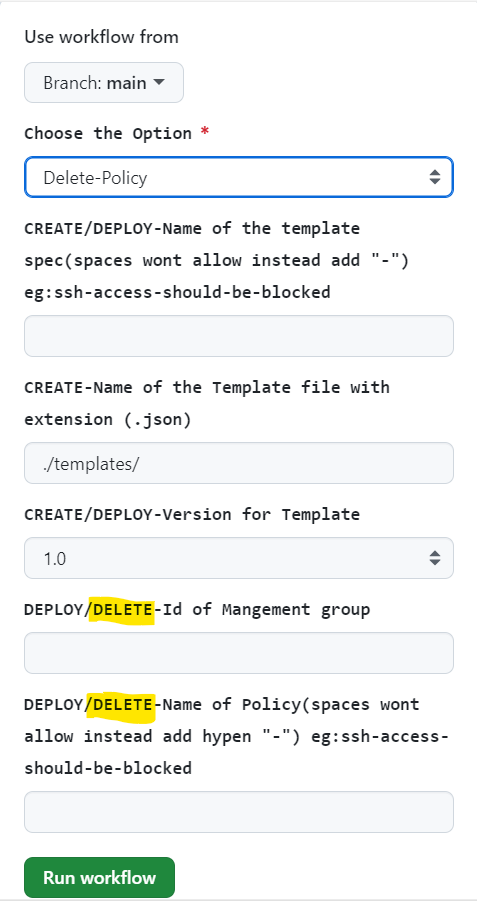 Use workflow from
Branch: main
Choose the Option *
Delete-Policy
CREATE/DEPLOY-Name of the template
spec(spaces wont allow instead add "-")
eg:ssh-access-should-be-blocked
CREATE-Name of the Template file with
extension (.json)
./templates/
CREATE/DEPLOY-Version for Template
1.0
DEPLOY/DELETE-Id of Mangement group
DEPLOY/DELETE-Name of Policy(spaces wont
allow instead add hypen "-") eg:ssh-access-
should-be-blocked
Run workflow